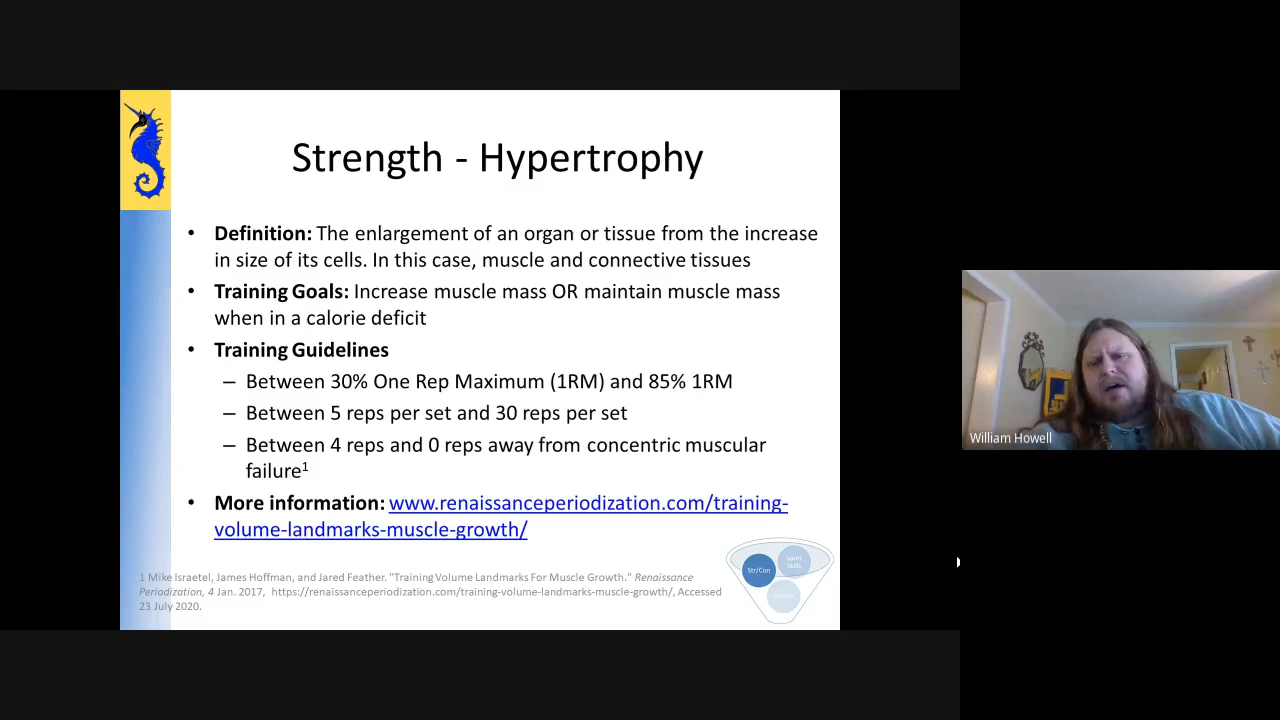 Strength - Hypertrophy
• Definition: The enlargement of an organ or tissue from the increase
in size of its cells. In this case, muscle and connective tissues
• Training Goals: Increase muscle mass OR maintain muscle mass
when in a calorie deficit
• Training Guidelines
– Between 30% One Rep Maximum (1RM) and 85% 1RM
– Between 5 reps per set and 30 reps per set
– Between 4 reps and 0 reps away from concentric muscular
failure1
• More information: www.renaissanceperiodization.com/training-
volume-landmarks-muscle-growth/
Str/Con
Sport
Skills
Health
1 Mike Israetel, James Hoffman, and Jared Feather. "Training Volume Landmarks For Muscle Growth." Renaissance
Periodization, 4 Jan. 2017, https://renaissanceperiodization.com/training-volume-landmarks-muscle-growth/, Accessed
23 July 2020.
William Howell